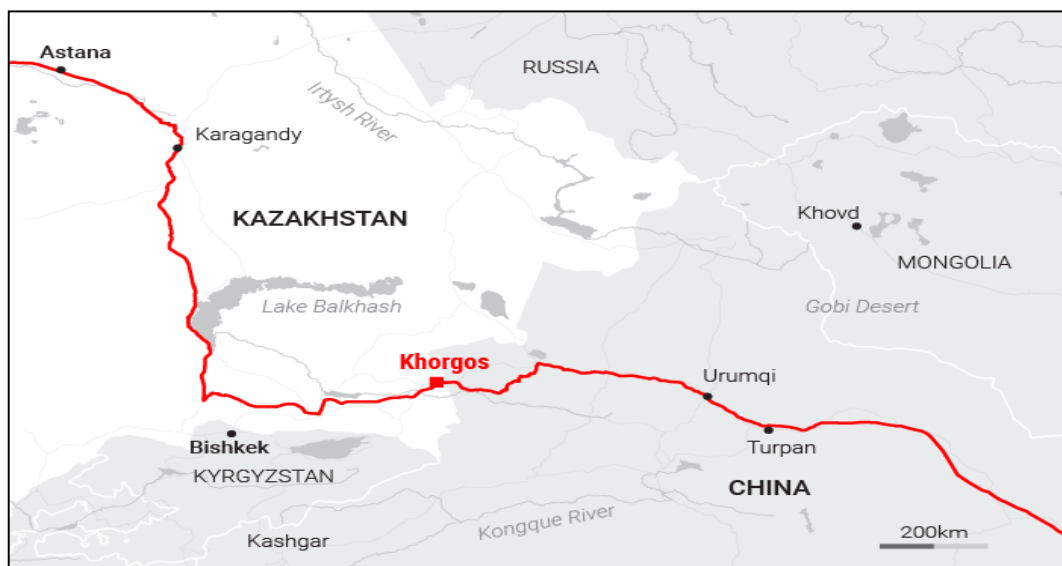 Astana
RUSSIA
Irtysh River
Karagandy
KAZAKHSTAN
Khovd
MONGOLIA
Lake Balkhash
Gobi Desert
Khorgos
Urumqi
Bishkek
Turpan
KYRGYZSTAN
CHINA
Kongque River
Kashgar
200km